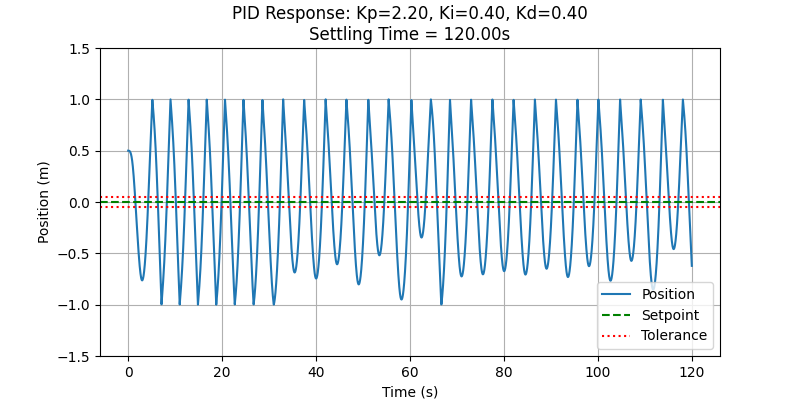 PID Response: Kp=2.20, Ki=0.40, Kd=0.40
Settling Time = 120.00s
1.5
1.0
0.5
0.0
−0.5
−1.0
−1.5
Position (m)
0
20
40
60
80
100
120
Time (s)
Position
Setpoint
Tolerance